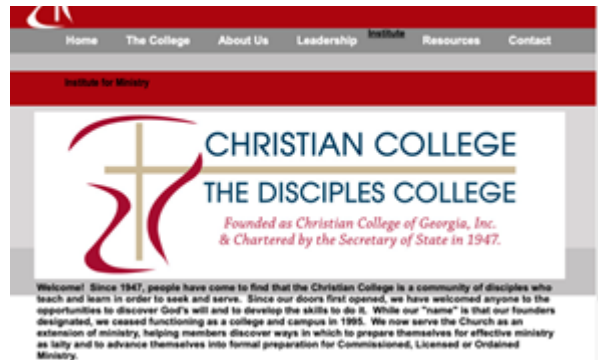 Home The College About Us Leadership Institute Resources Contact
Institute for Ministry
CHRISTIAN COLLEGE
THE DISCIPLES COLLEGE
Founded as Christian College of Georgia, Inc.
& Chartered by the Secretary of State in 1947.
Welcome! Since 1947, people have come to find that the Christian College is a community of disciples who
teach and learn in order to seek and serve. Since our doors first opened, we have welcomed anyone to the
opportunities to discover God's will and to develop the skills to do it. While our "name" is that our founders
designated, we ceased functioning as a college and campus in 1995. We now serve the Church as an
extension of ministry, helping members discover ways in which to prepare themselves for effective ministry
as laity and to advance themselves into formal preparation for Commissioned, Licensed or Ordained
Ministry.